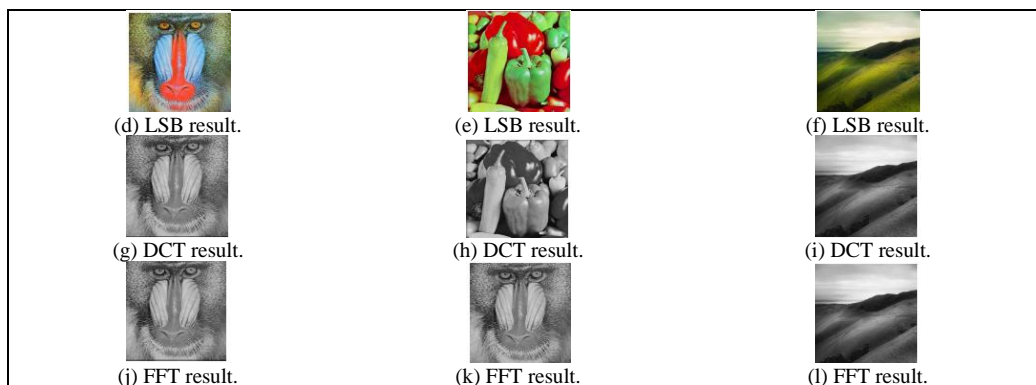 (d) LSB result.
(e) LSB result.
(f) LSB result.
(g) DCT result.
(h) DCT result.
(i) DCT result.
(j) FFT result.
(k) FFT result.
(l) FFT result.